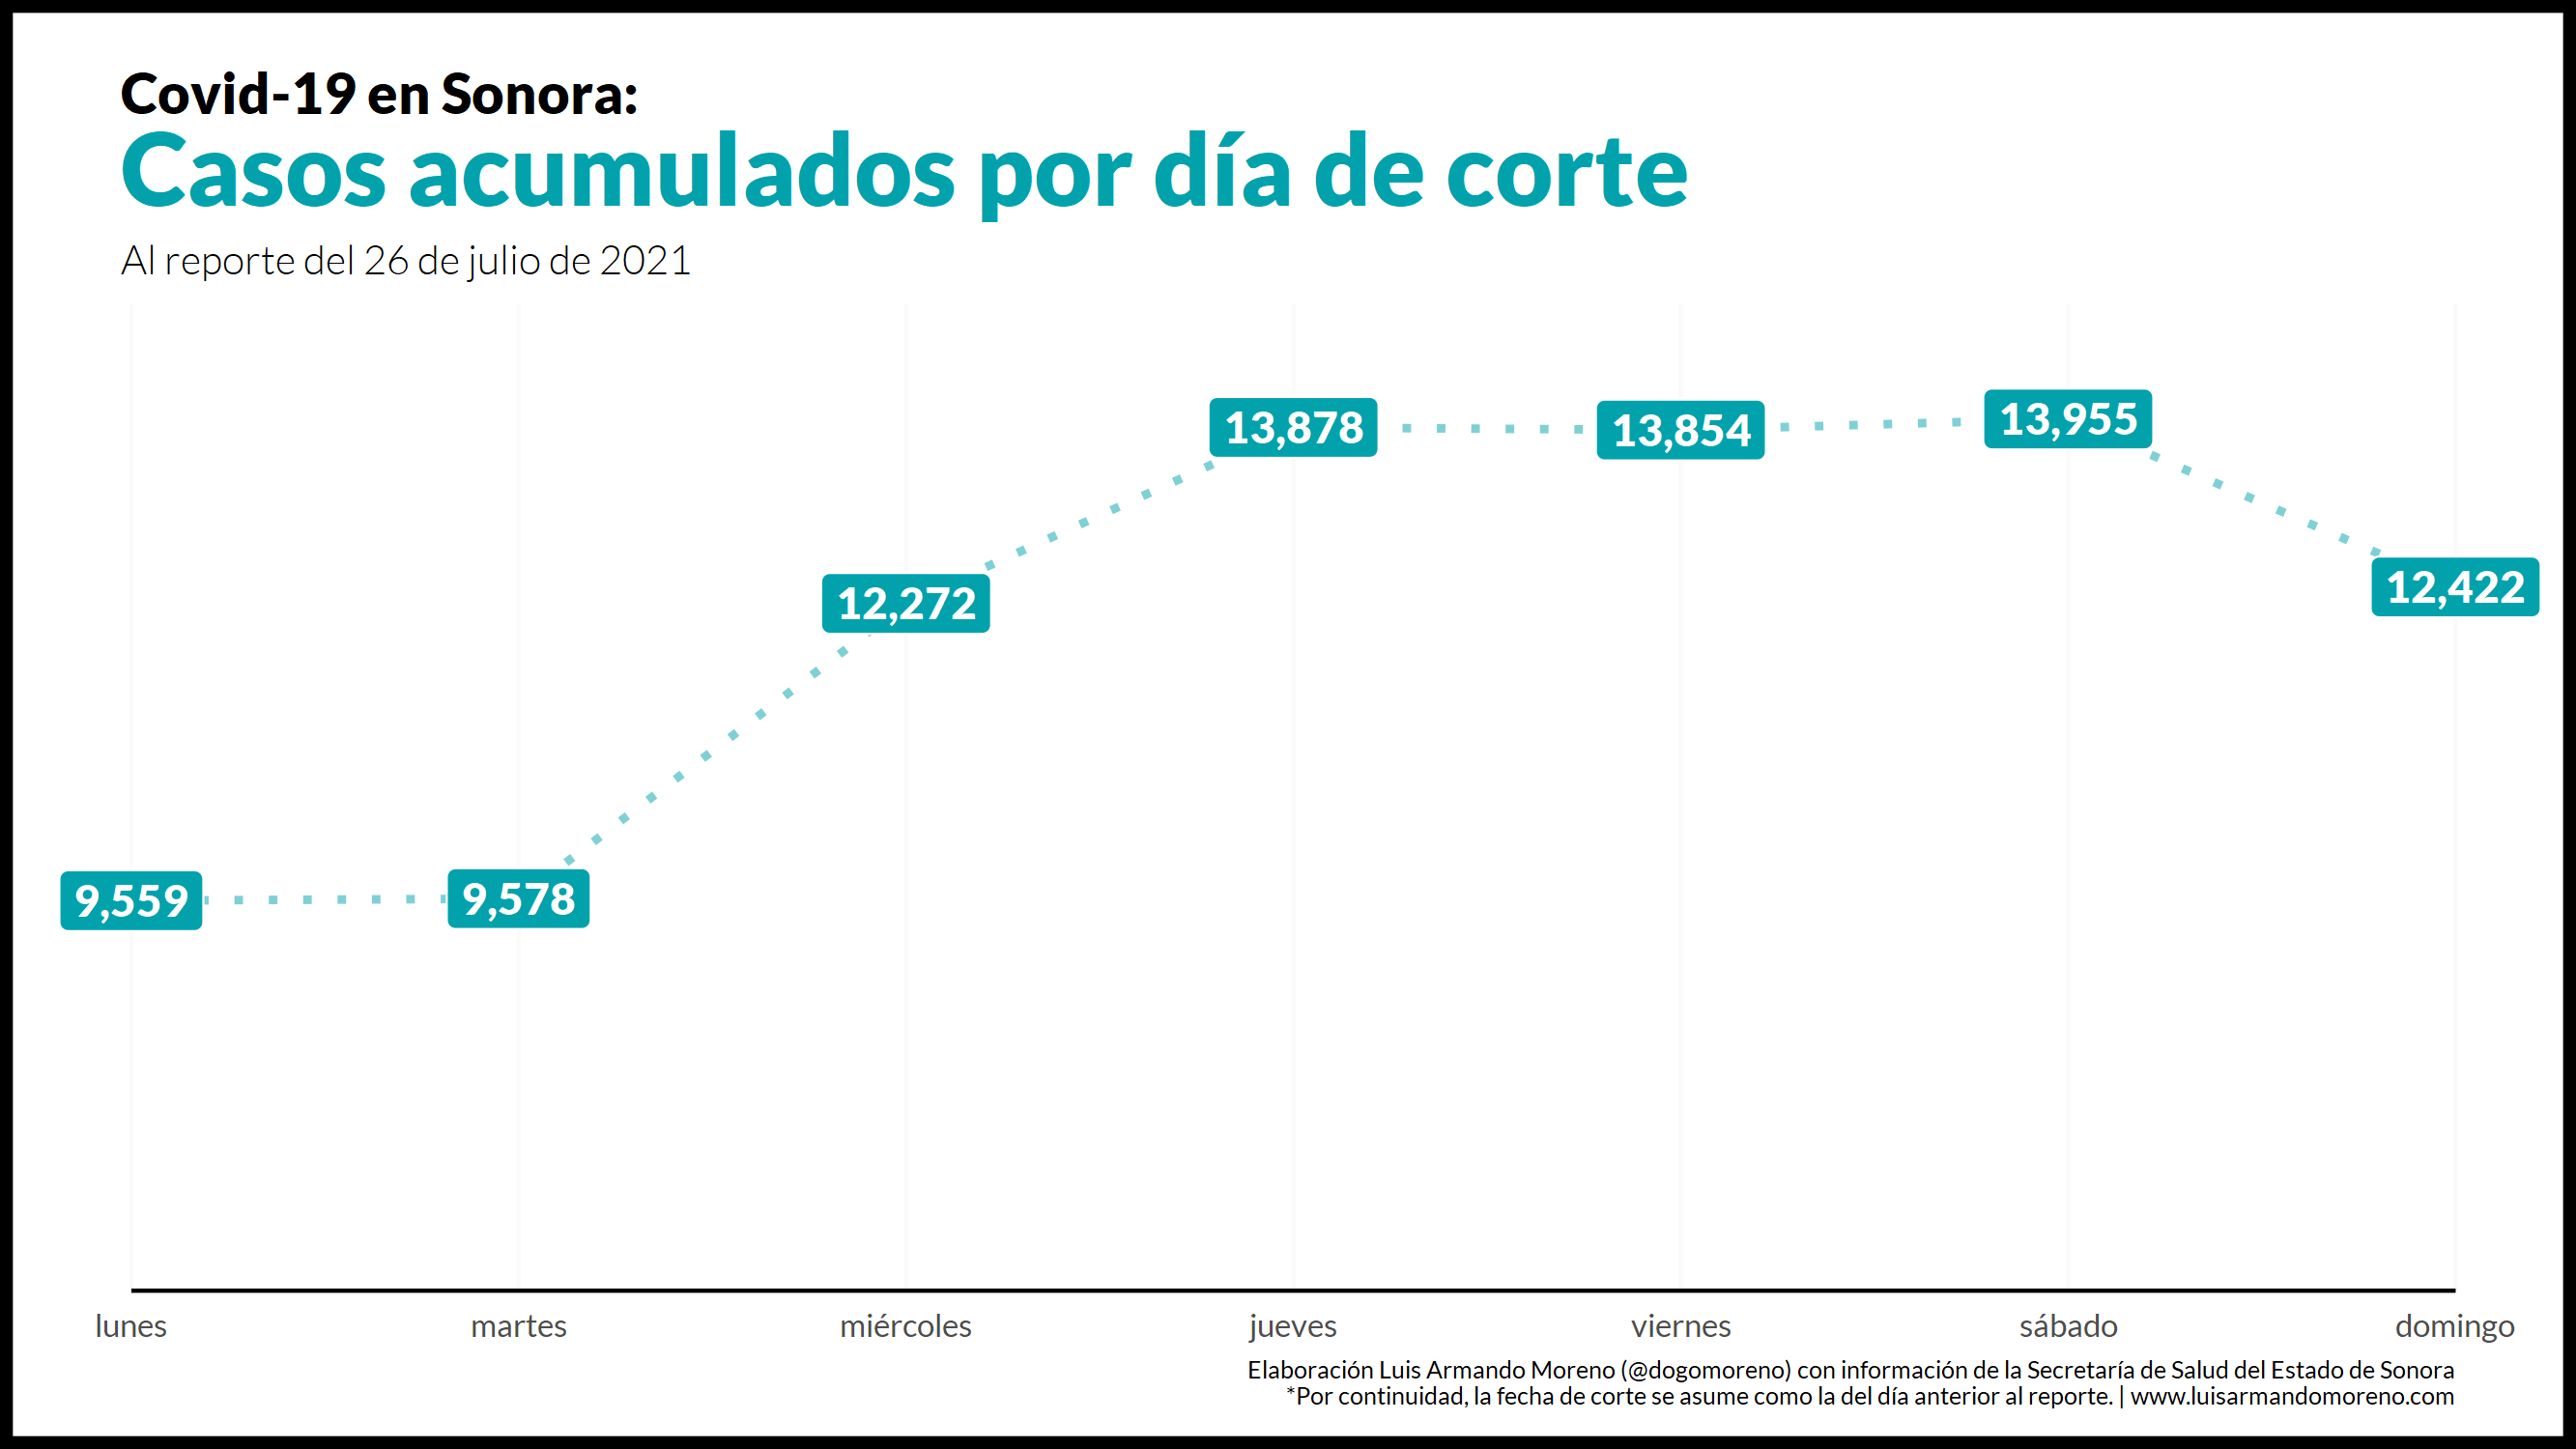 Covid-19 en Sonora:
Casos acumulados por día de corte
Al reporte del 26 de julio de 2021
13,878
13,854
13,955
12,272
12,422
9,559
9,578
lunes
martes
miércoles
jueves
viernes
sábado
domingo
Elaboración Luis Armando Moreno (@dogomoreno) con información de la Secretaría de Salud del Estado de Sonora
*Por continuidad, la fecha de corte se asume como la del día anterior al reporte. | www.luisarmandomoreno.com